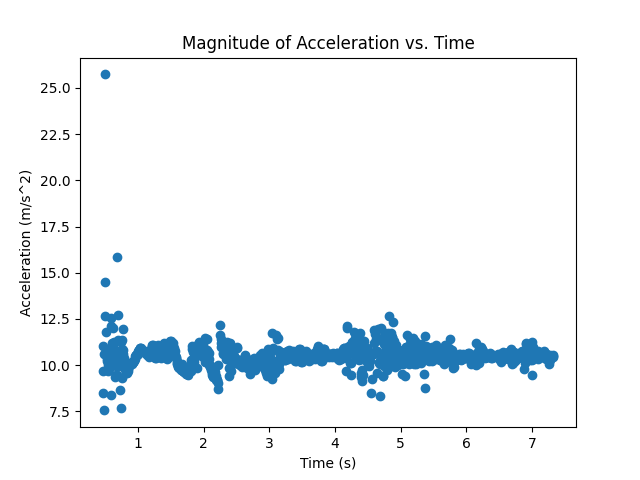 Magnitude of Acceleration vs. Time
Acceleration (m/s^2)
25.0
22.5
20.0
17.5
15.0
12.5
10.0
7.5
1 2 3 4 5 6 7
Time (s)